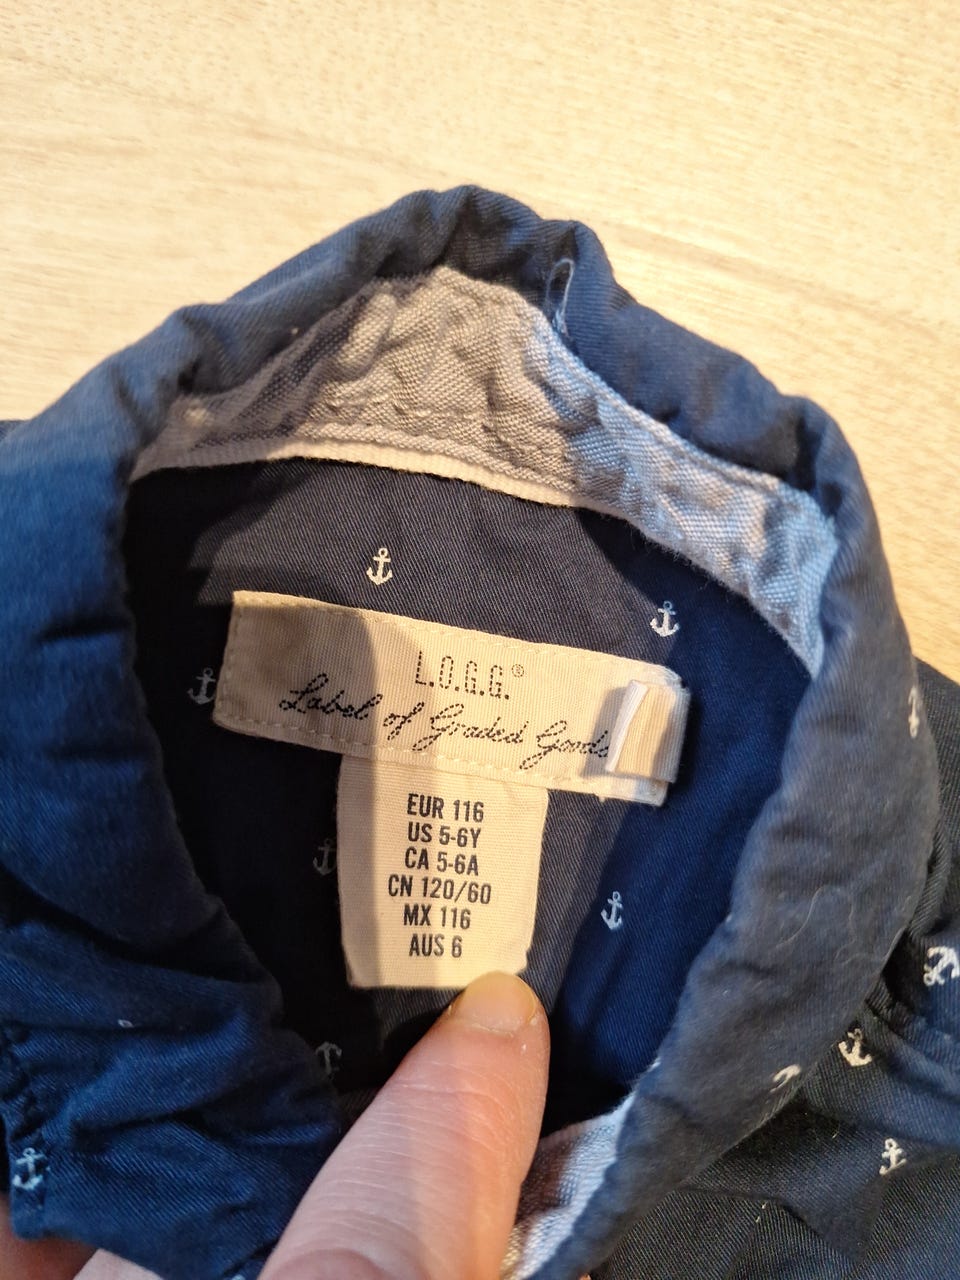 L.O.G.G.®
Label of Graded Goods
EUR 116
US 5-6Y
CA 5-6A
CN 120/60
MX 116
AUS 6